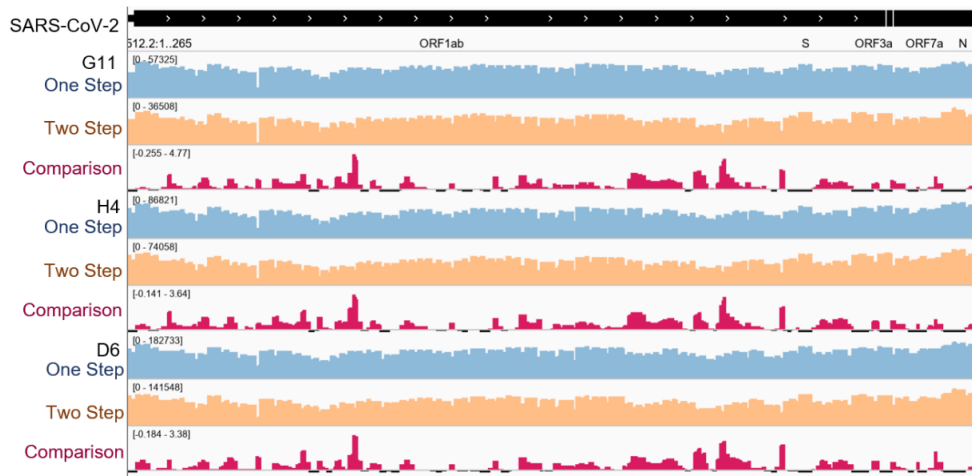 SARS-CoV-2
512.2:1..265 ORF1ab S ORF3a ORF7a N
G11
[0 - 57325]
One Step
[0 - 36508]
Two Step
[-0.255 - 4.77]
Comparison
H4
[0 - 86821]
One Step
[0 - 74058]
Two Step
[-0.141 - 3.64]
Comparison
D6
[0 - 182733]
One Step
[0 - 141548]
Two Step
[-0.184 - 3.38]
Comparison